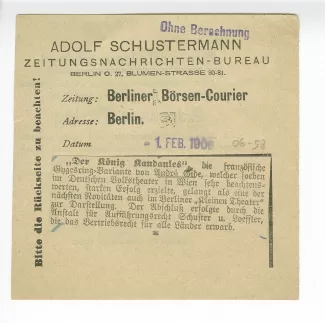 Ohne Berechnung
ADOLF SCHUSTERMANN
ZEITUNGSNACHRICHTEN-BUREAU
BERLIN O. 27, BLUMEN-STRASSE 80-81.
Zeitung: Berliner Börsen-Courier
Adresse: Berlin.
Datum - 1. FEB. 1906
06-53
Bitte die Rückseite zu beachten!
„Der König Kandaules“, die französische
Gygesring-Variante von André Gide, welcher soeben
im Deutschen Volkstheater in Wien sehr beachtens-
werten, starken Erfolg erzielte, gelangt als eine der
nächsten Novitäten auch im Berliner „Kleinen Theater“
zur Darstellung. Der Abschluß erfolgte durch die
Anstalt für Aufführungsrecht Schuster u. Loeffler,
die das Vertriebsrecht für alle Länder erwarb.